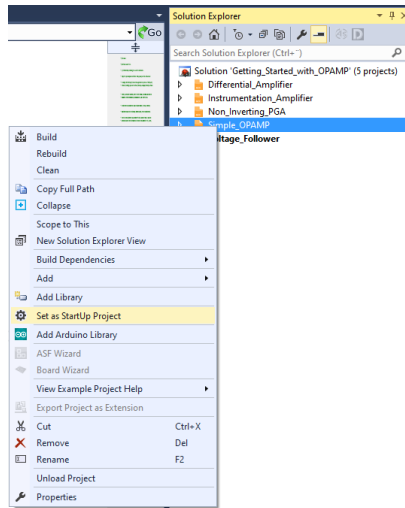 Go
Solution Explorer
Search Solution Explorer (Ctrl+¨)
Solution 'Getting_Started_with_OPAMP' (5 projects)
Differential_Amplifier
Instrumentation_Amplifier
Non_Inverting_PGA
Simple_OPAMP
oltage_Follower
Build
Rebuild
Clean
Copy Full Path
Collapse
Scope to This
New Solution Explorer View
Build Dependencies
Add
Add Library
Set as StartUp Project
Add Arduino Library
ASF Wizard
Board Wizard
View Example Project Help
Export Project as Extension
Cut Ctrl+X
Remove Del
Rename F2
Unload Project
Properties